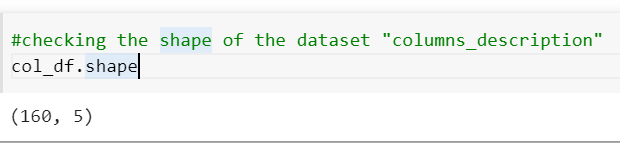 #checking the shape of the dataset "columns_description"
col_df.shape
(160, 5)